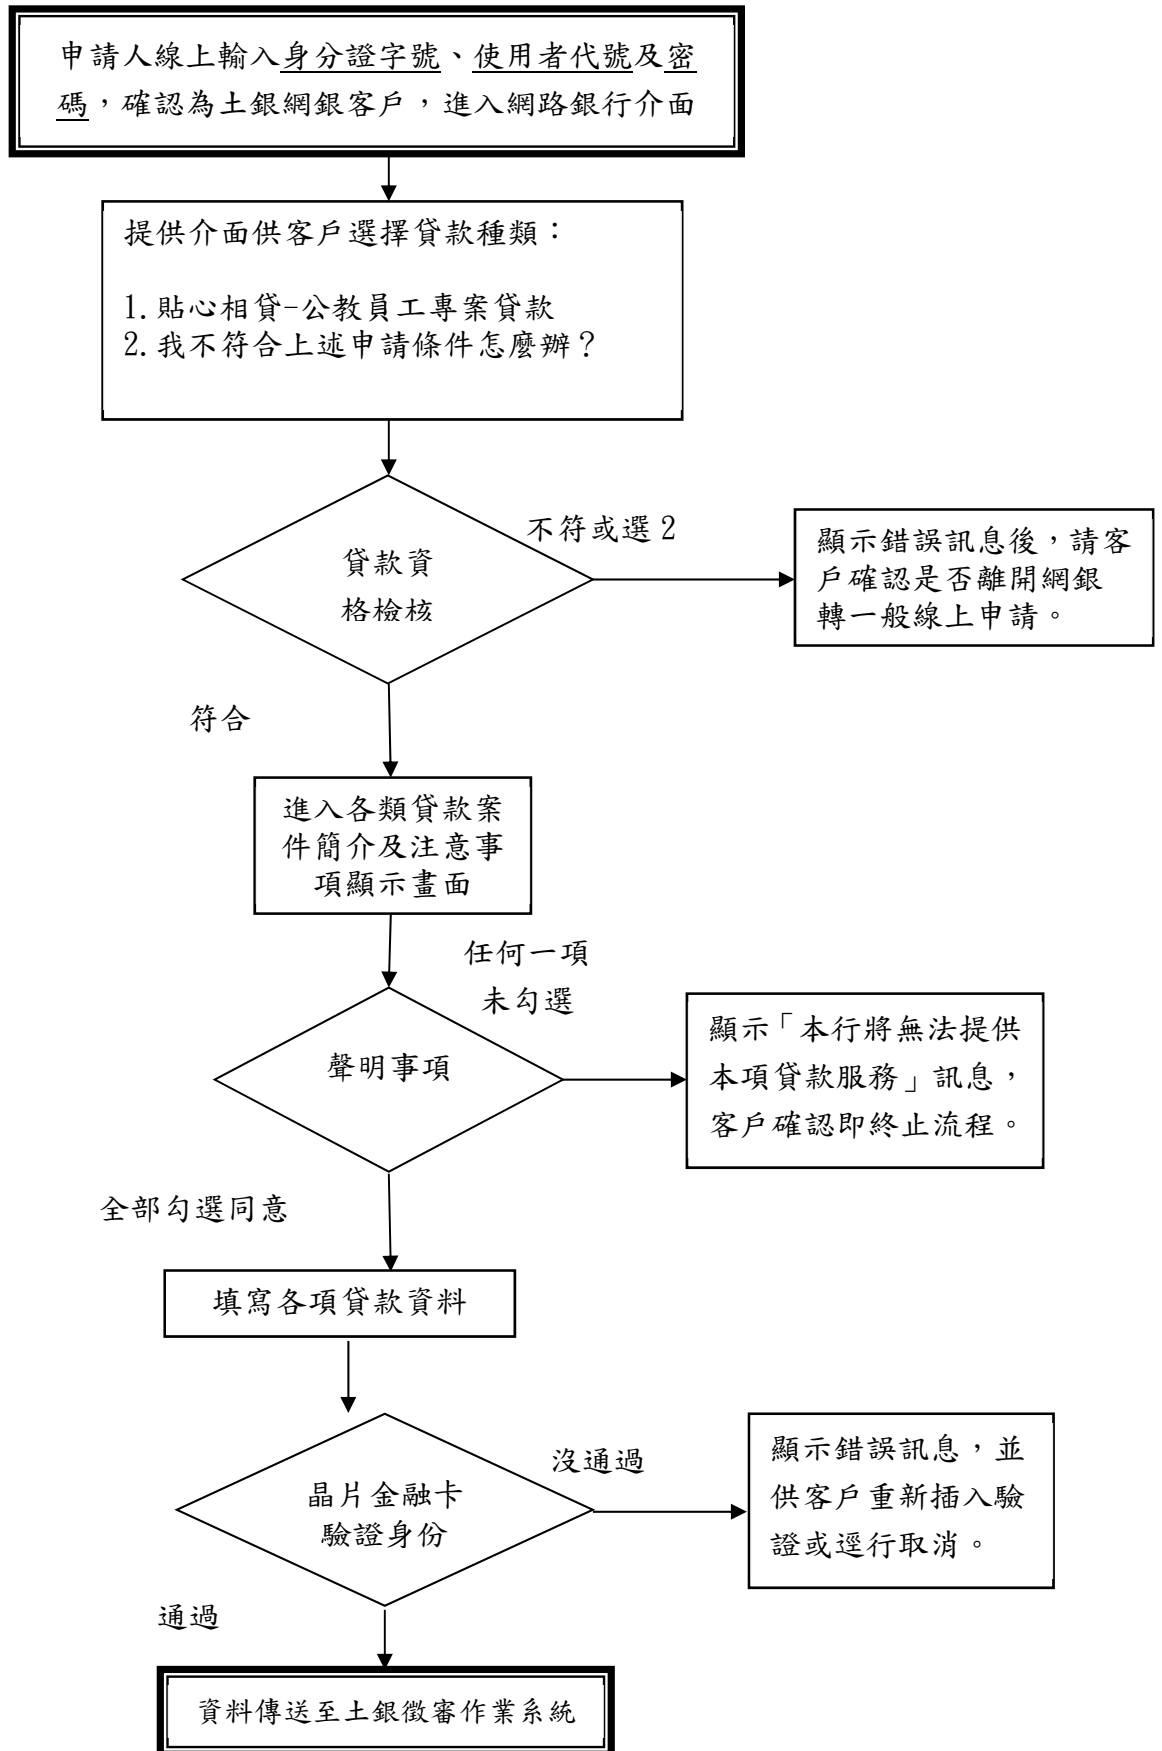 申請人線上輸入身分證字號、使用者代號及密
碼，確認為土銀網銀客戶，進入網路銀行介面
提供介面供客戶選擇貸款種類：
1.貼心相貸-公教員工專案貸款
2.我不符合上述申請條件怎麼辦？
不符或選 2
貸款資
格檢核
顯示錯誤訊息後，請客
戶確認是否離開網銀
轉一般線上申請。
符合
進入各類貸款案
件簡介及注意事
項顯示畫面
任何一項
未勾選
聲明事項
顯示「本行將無法提供
本項貸款服務」訊息，
客戶確認即終止流程。
全部勾選同意
填寫各項貸款資料
沒通過
晶片金融卡
驗證身份
顯示錯誤訊息，並
供客戶重新插入驗
證或逕行取消。
通過
資料傳送至土銀徵審作業系統